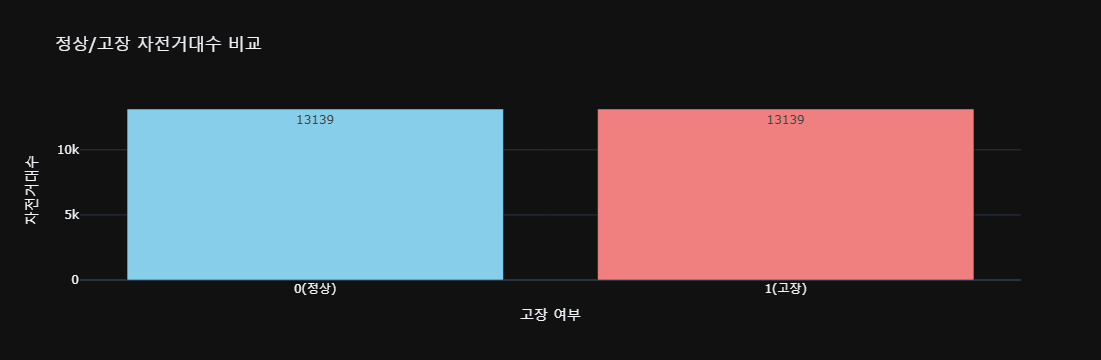 정상/고장 자전거대수 비교
13139
13139
10k
5k
0
자전거대수
0(정상)
1(고장)
고장 여부